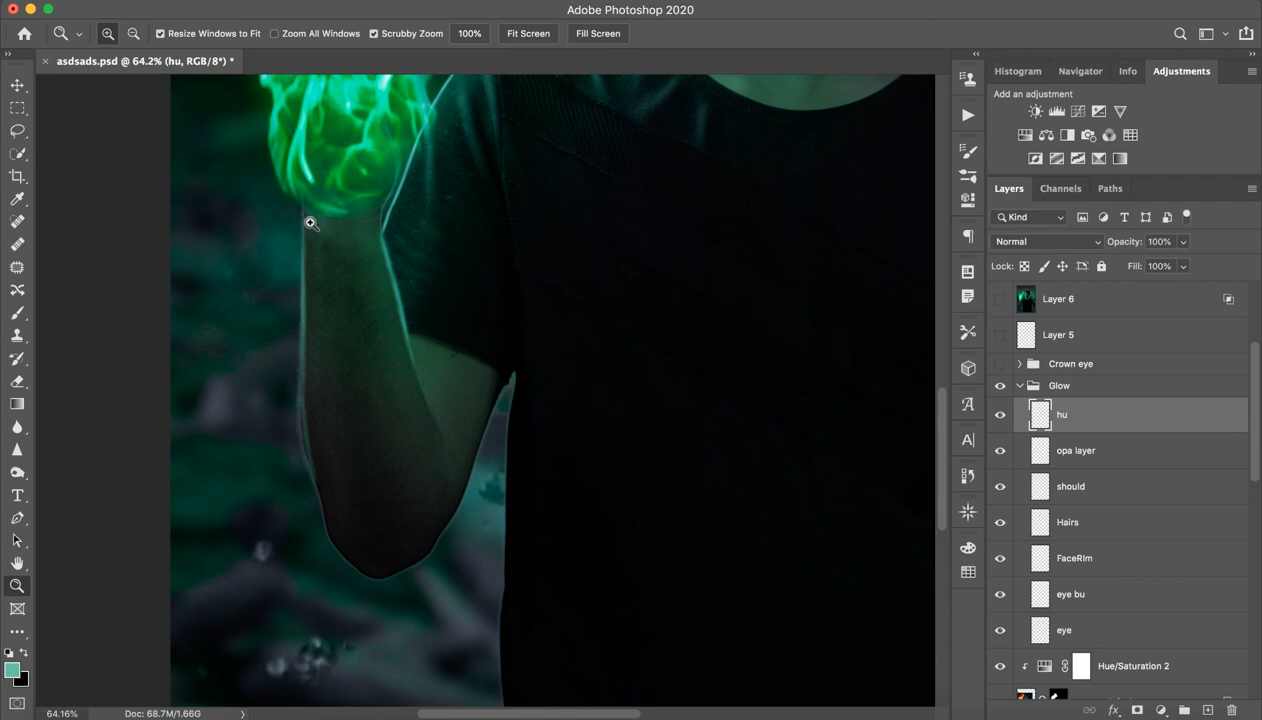 Adobe Photoshop 2020
Resize Windows to Fit
Zoom All Windows
Scrubby Zoom
100%
Fit Screen
Fill Screen
asdsads.psd @ 64.2% (hu, RGB/8*) *
Histogram
Navigator
Info
Adjustments
Add an adjustment
Layers
Channels
Paths
Kind
Normal
Opacity: 100%
Lock:
Fill: 100%
Layer 6
Layer 5
Crown eye
Glow
hu
opa layer
should
Hairs
FaceRIm
eye bu
eye
Hue/Saturation 2
64.16%
Doc: 68.7M/1.66G